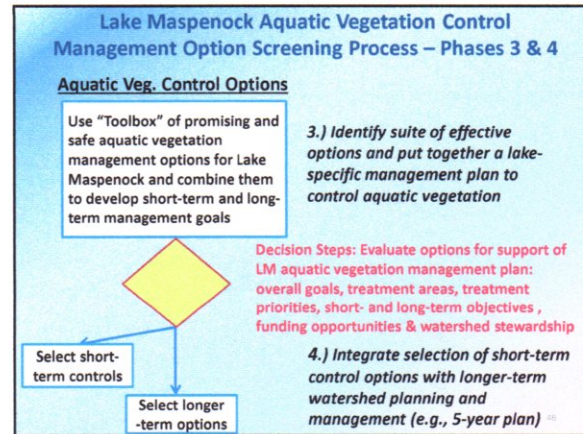 Lake Maspenock Aquatic Vegetation Control
Management Option Screening Process – Phases 3 & 4
Aquatic Veg. Control Options
Use “Toolbox” of promising and
safe aquatic vegetation
management options for Lake
Maspenock and combine them
to develop short-term and long-
term management goals
3.) Identify suite of effective
options and put together a lake-
specific management plan to
control aquatic vegetation
Decision Steps: Evaluate options for support of
LM aquatic vegetation management plan:
overall goals, treatment areas, treatment
priorities, short- and long-term objectives ,
funding opportunities & watershed stewardship
Select short-
term controls
Select longer
-term options
4.) Integrate selection of short-term
control options with longer-term
watershed planning and
management (e.g., 5-year plan)